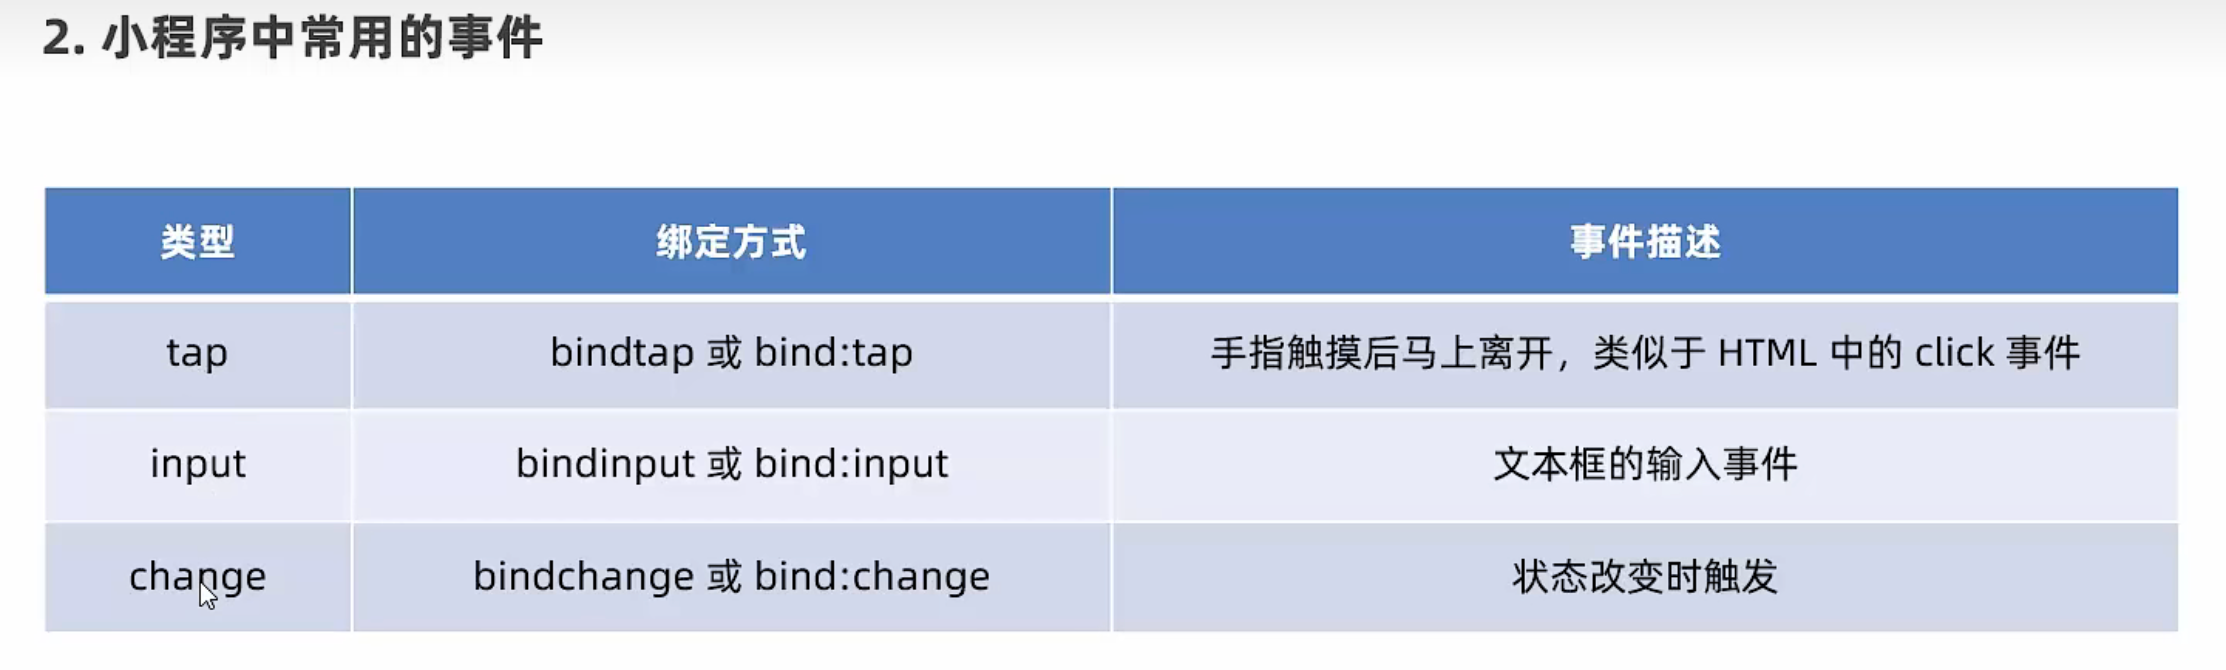 2. 小程序中常用的事件
类型 绑定方式 事件描述
tap bindtap 或 bind:tap 手指触摸后马上离开，类似于 HTML 中的 click 事件
input bindinput 或 bind:input 文本框的输入事件
change bindchange 或 bind:change 状态改变时触发